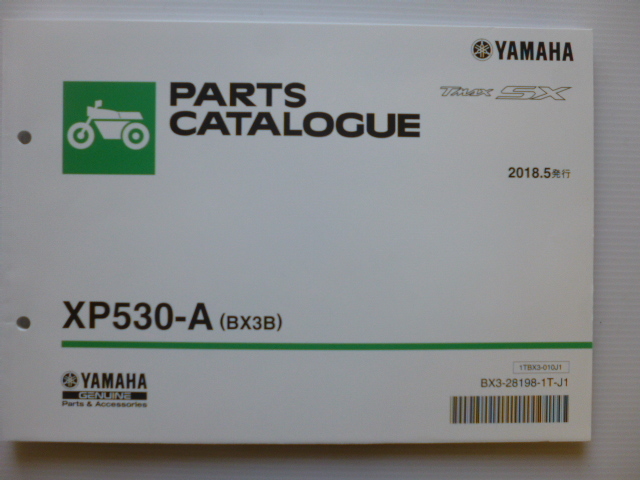 YAMAHA
TMAX SX
PARTS
CATALOGUE
2018.5発行
XP530-A (BX3B)
1TBX3-010J1
YAMAHA
GENUINE
Parts & Accessories
BX3-28198-1T-J1